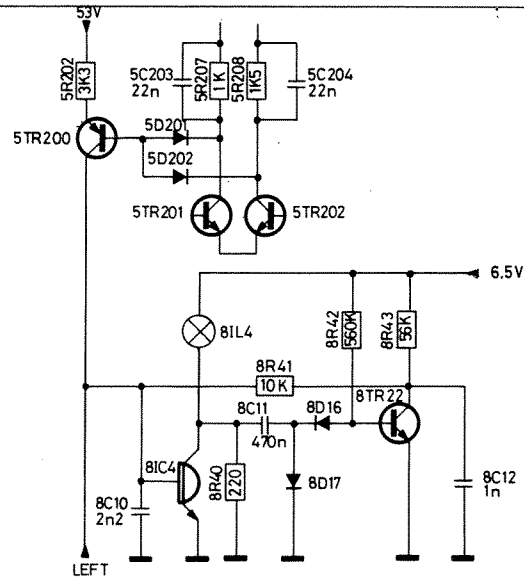 53V
5R202
3K3
5C203
22n
5R207
1K
5R208
1K5
5C204
22n
5TR200
5D201
5D202
5TR201
5TR202
6.5V
8IL4
8R42
560K
8R43
56K
8R41
10K
8TR22
8C11
470n
8D16
8IC4
8R40
220
8D17
8C10
2n2
8C12
1n
LEFT